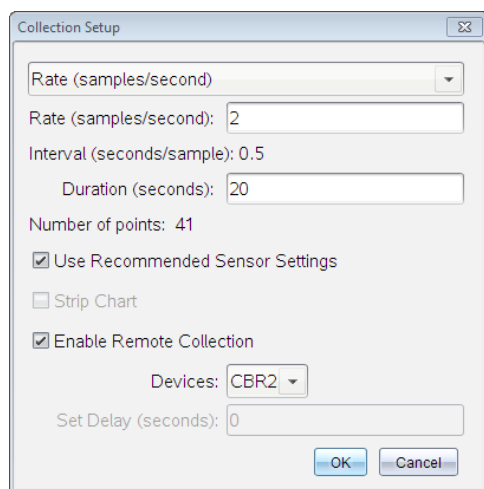 Collection Setup
Rate (samples/second)
Rate (samples/second): 2
Interval (seconds/sample): 0.5
Duration (seconds): 20
Number of points: 41
Use Recommended Sensor Settings
Strip Chart
Enable Remote Collection
Devices: CBR2
Set Delay (seconds): 0
OK Cancel